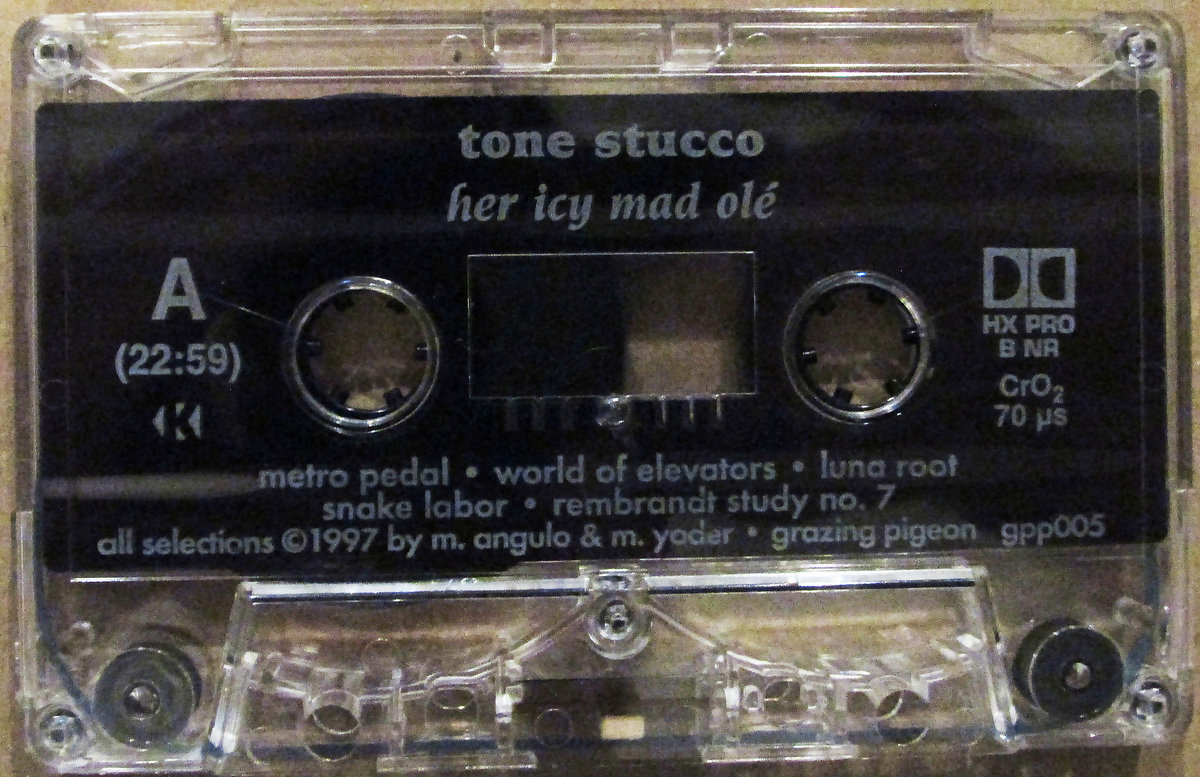 tone stucco
her icy mad olé
A
(22:59)
HX PRO
B NR
CrO₂
70 µs
metro pedal • world of elevators • luna root
snake labor • rembrandt study no. 7
all selections ©1997 by m. angulo & m. yoder • grazing pigeon gpp005